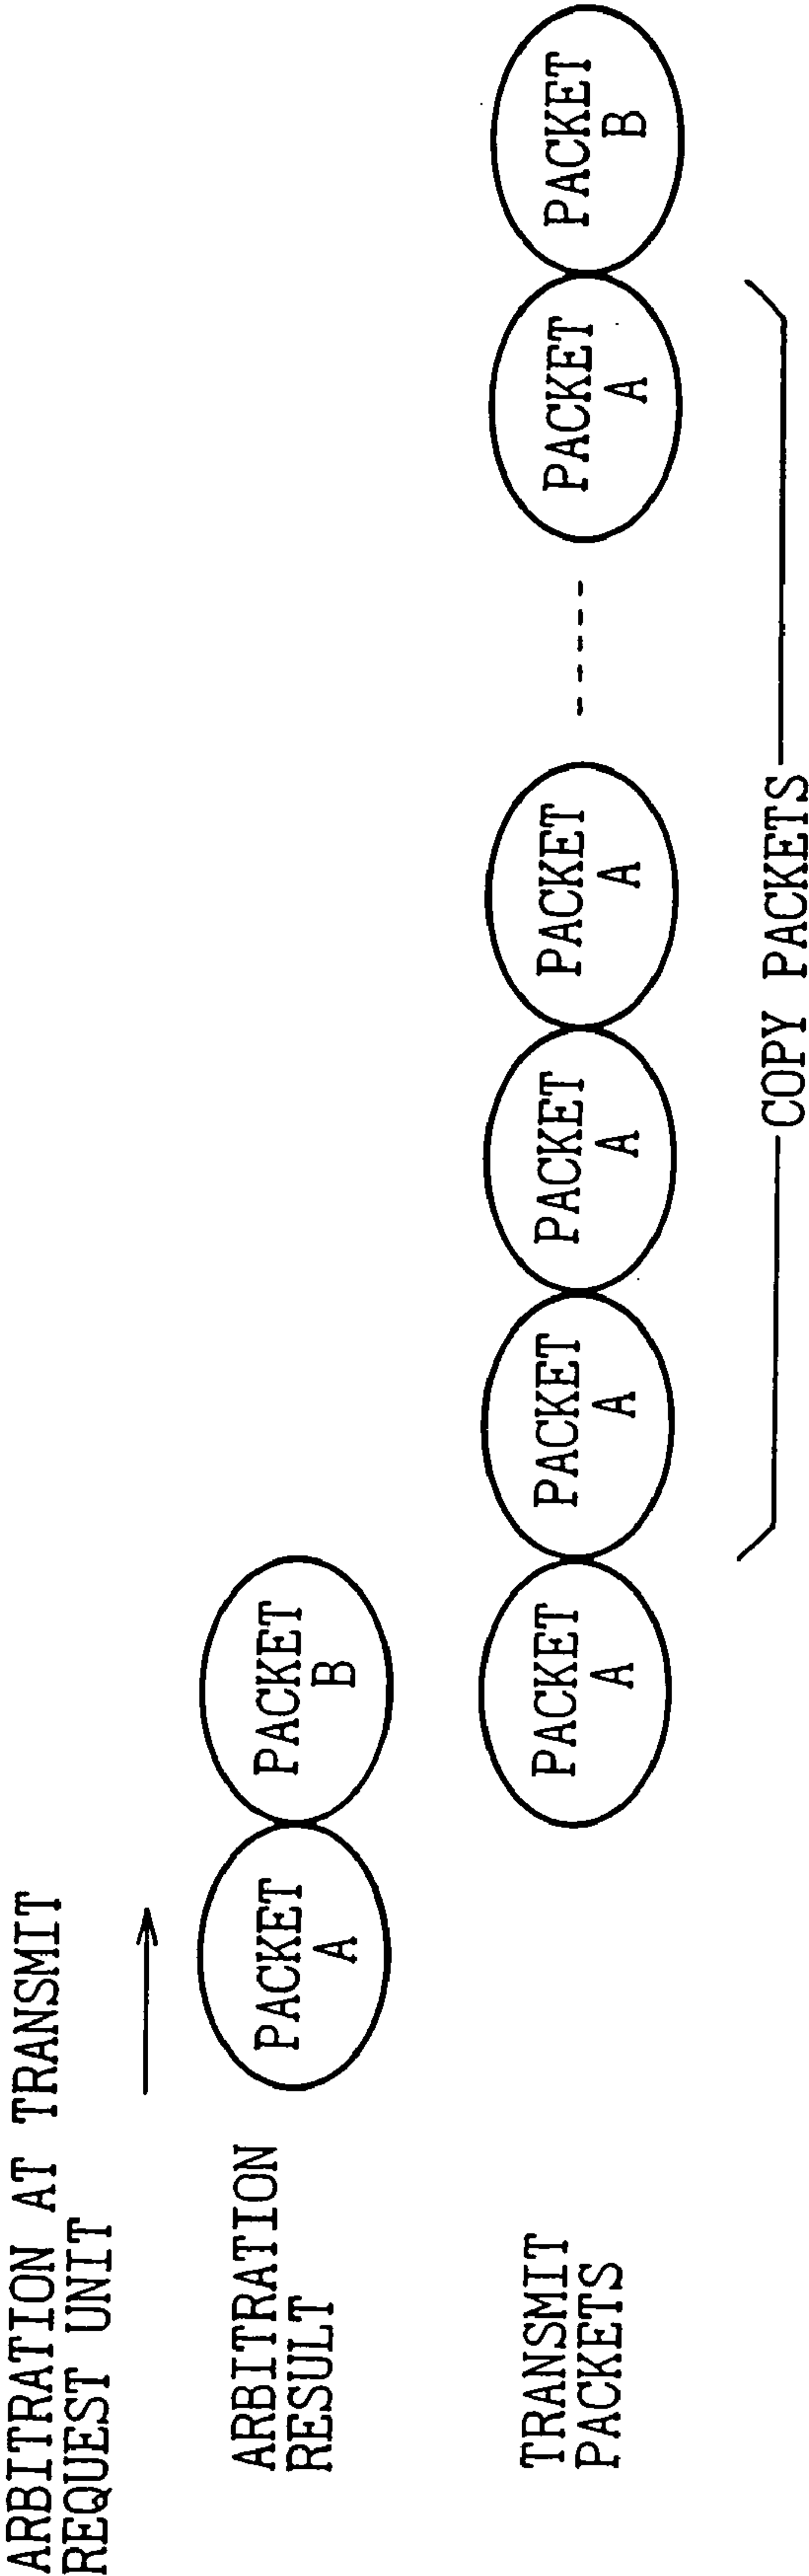 ARBITRATION AT TRANSMIT
REQUEST UNIT
ARBITRATION
RESULT
PACKET
A
PACKET
B
TRANSMIT
PACKETS
PACKET
A
PACKET
A
PACKET
A
PACKET
A
PACKET
A
PACKET
B
COPY PACKETS